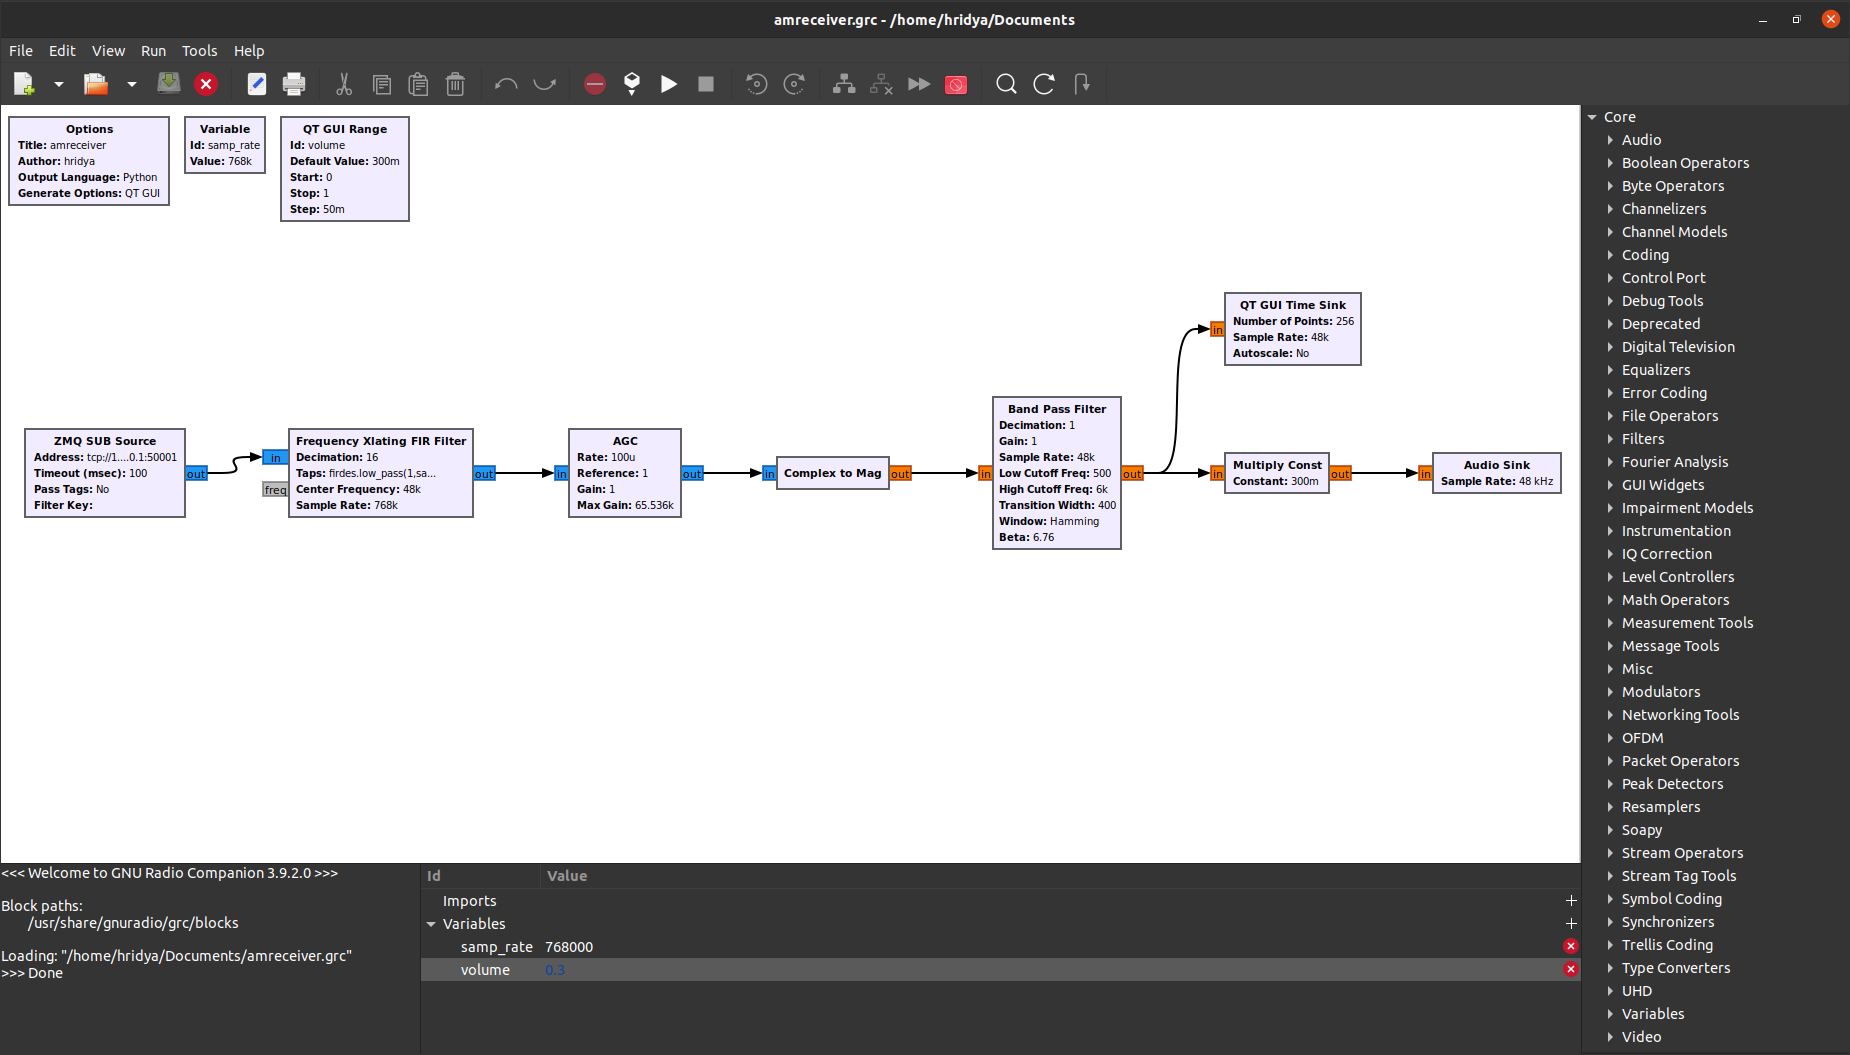 amreceiver.grc - /home/hridya/Documents
File Edit View Run Tools Help
Options
Title: amreceiver
Author: hridya
Output Language: Python
Generate Options: QT GUI
Variable
Id: samp_rate
Value: 768k
QT GUI Range
Id: volume
Default Value: 300m
Start: 0
Stop: 1
Step: 50m
QT GUI Time Sink
Number of Points: 256
Sample Rate: 48k
Autoscale: No
in
ZMQ SUB Source
Address: tcp://1....0.1:50001
Timeout (msec): 100
Pass Tags: No
Filter Key:
out
in
freq
Frequency Xlating FIR Filter
Decimation: 16
Taps: firdes.low_pass(1,sa...
Center Frequency: 48k
Sample Rate: 768k
out
in
AGC
Rate: 100u
Reference: 1
Gain: 1
Max Gain: 65.536k
out
in
Complex to Mag
out
in
Band Pass Filter
Decimation: 1
Gain: 1
Sample Rate: 48k
Low Cutoff Freq: 500
High Cutoff Freq: 6k
Transition Width: 400
Window: Hamming
Beta: 6.76
out
in
Multiply Const
Constant: 300m
out
in
Audio Sink
Sample Rate: 48 kHz
Core
Audio
Boolean Operators
Byte Operators
Channelizers
Channel Models
Coding
Control Port
Debug Tools
Deprecated
Digital Television
Equalizers
Error Coding
File Operators
Filters
Fourier Analysis
GUI Widgets
Impairment Models
Instrumentation
IQ Correction
Level Controllers
Math Operators
Measurement Tools
Message Tools
Misc
Modulators
Networking Tools
OFDM
Packet Operators
Peak Detectors
Resamplers
Soapy
Stream Operators
Stream Tag Tools
Symbol Coding
Synchronizers
Trellis Coding
Type Converters
UHD
Variables
Video
<<< Welcome to GNU Radio Companion 3.9.2.0 >>>
Block paths:
/usr/share/gnuradio/grc/blocks
Loading: "/home/hridya/Documents/amreceiver.grc"
>>> Done
Id Value
Imports
Variables
samp_rate 768000
volume 0.3